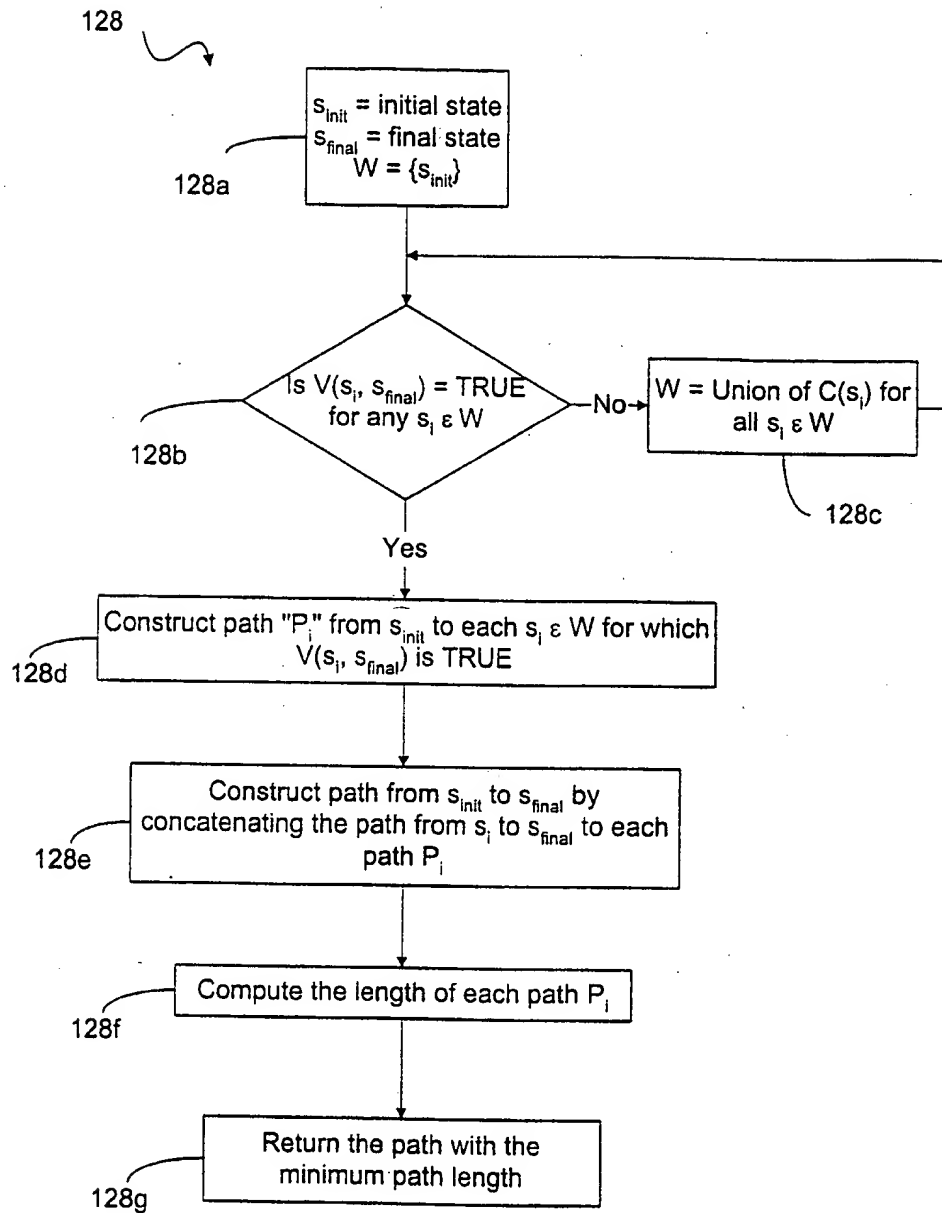 128
s_init = initial state
s_final = final state
W = {s_init}
128a
Is V(s_i, s_final) = TRUE
for any s_i ε W
128b
No
W = Union of C(s_i) for
all s_i ε W
128c
Yes
Construct path "P_i" from s_init to each s_i ε W for which
V(s_i, s_final) is TRUE
128d
Construct path from s_init to s_final by
concatenating the path from s_i to s_final to each
path P_i
128e
Compute the length of each path P_i
128f
Return the path with the
minimum path length
128g